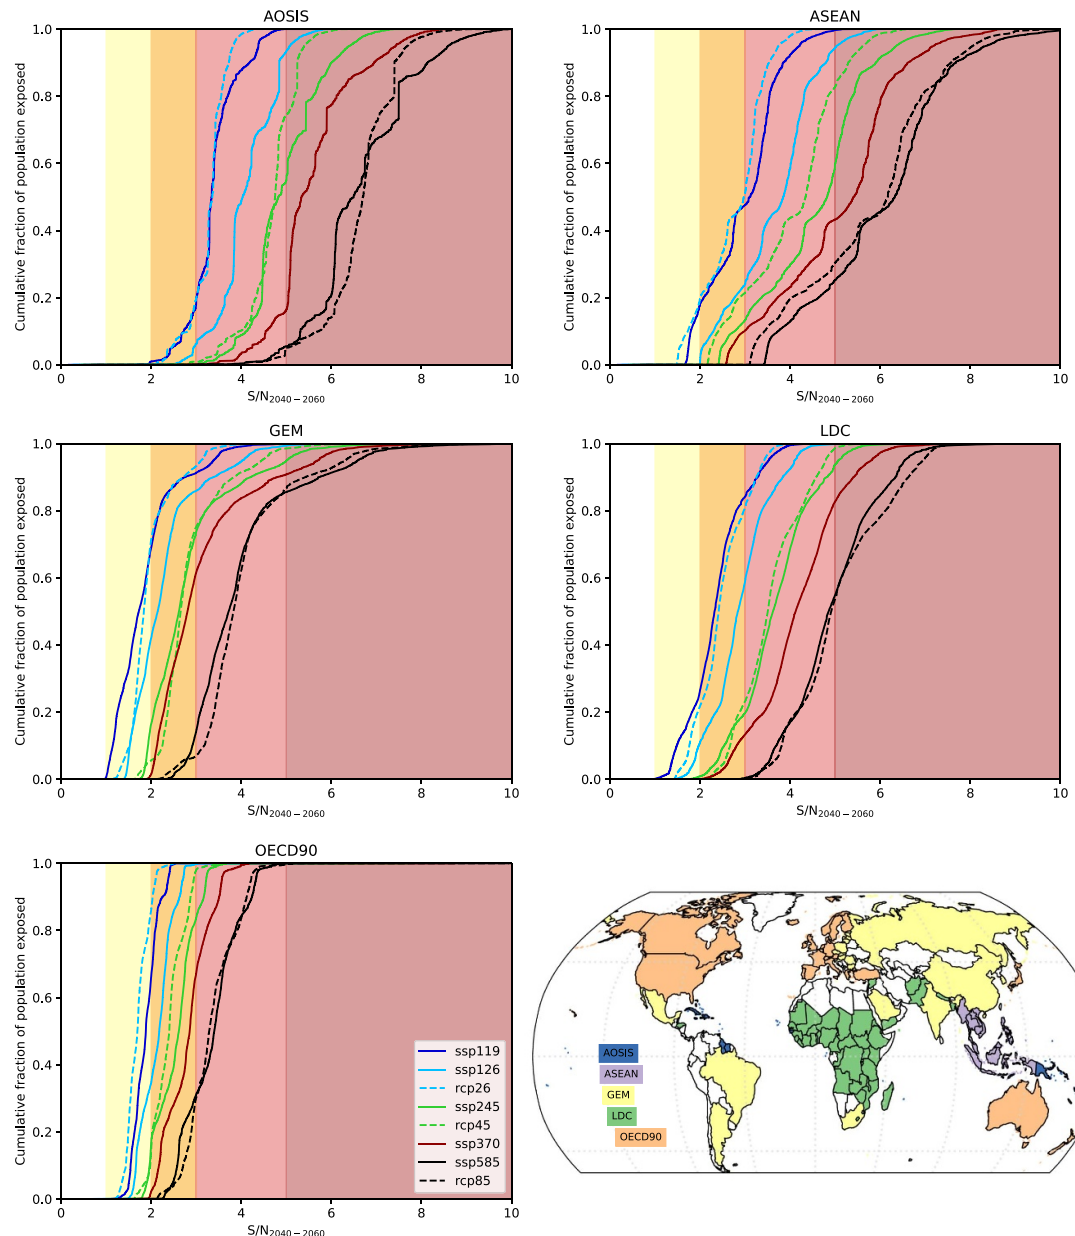 AOSIS
Cumulative fraction of population exposed
1.0
0.8
0.6
0.4
0.2
0.0
0 2 4 6 8 10
S/N2040−2060
ASEAN
Cumulative fraction of population exposed
1.0
0.8
0.6
0.4
0.2
0.0
0 2 4 6 8 10
S/N2040−2060
GEM
Cumulative fraction of population exposed
1.0
0.8
0.6
0.4
0.2
0.0
0 2 4 6 8 10
S/N2040−2060
LDC
Cumulative fraction of population exposed
1.0
0.8
0.6
0.4
0.2
0.0
0 2 4 6 8 10
S/N2040−2060
OECD90
Cumulative fraction of population exposed
1.0
0.8
0.6
0.4
0.2
0.0
0 2 4 6 8 10
S/N2040−2060
ssp119
ssp126
rcp26
ssp245
rcp45
ssp370
ssp585
rcp85
AOSIS
ASEAN
GEM
LDC
OECD90